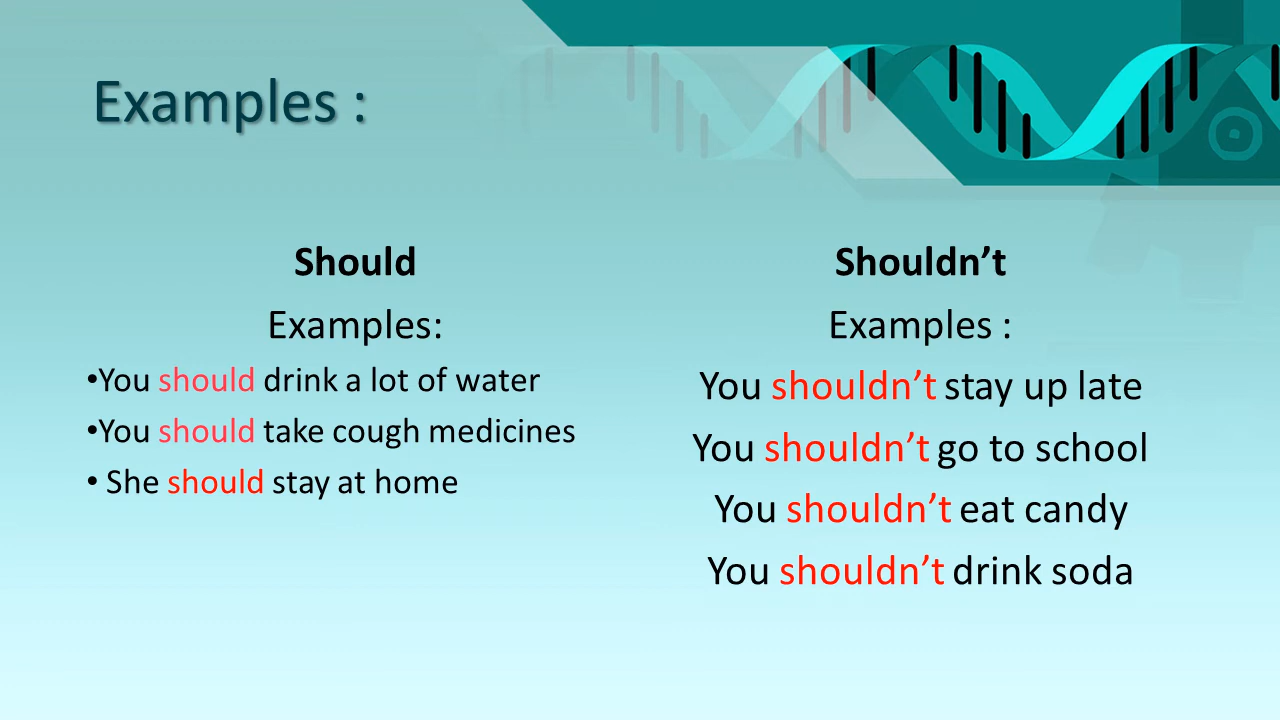 Examples :
Should
Examples:
•You should drink a lot of water
•You should take cough medicines
• She should stay at home
Shouldn’t
Examples :
You shouldn’t stay up late
You shouldn’t go to school
You shouldn’t eat candy
You shouldn’t drink soda